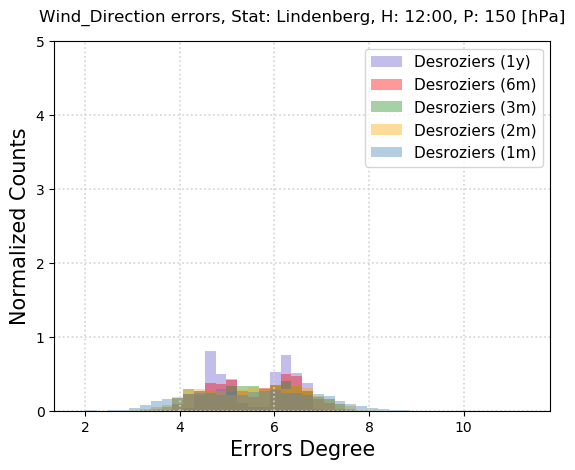 Wind_Direction errors, Stat: Lindenberg, H: 12:00, P: 150 [hPa]
5
4
3
2
1
0
Normalized Counts
Desroziers (1y)
Desroziers (6m)
Desroziers (3m)
Desroziers (2m)
Desroziers (1m)
2 4 6 8 10
Errors Degree